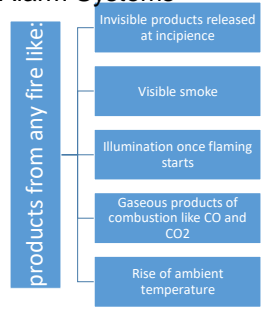 Alarm Systems
products from any fire like:
Invisible products released
at incipience
Visible smoke
Illumination once flaming
starts
Gaseous products of
combustion like CO and
CO2
Rise of ambient
temperature